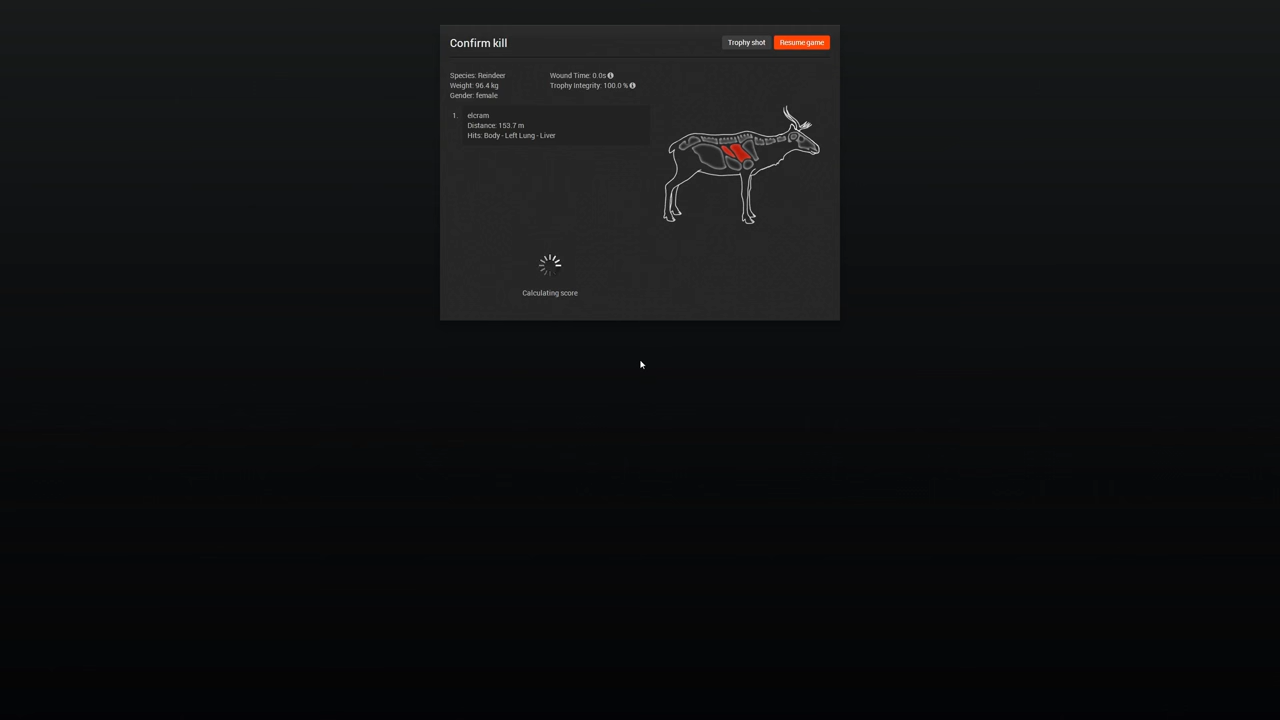 Confirm kill
Trophy shot
Resume game
Species: Reindeer
Weight: 96.4 kg
Gender: female
Wound Time: 0.0s
Trophy Integrity: 100.0 %
1. elcram
Distance: 153.7 m
Hits: Body - Left Lung - Liver
Calculating score